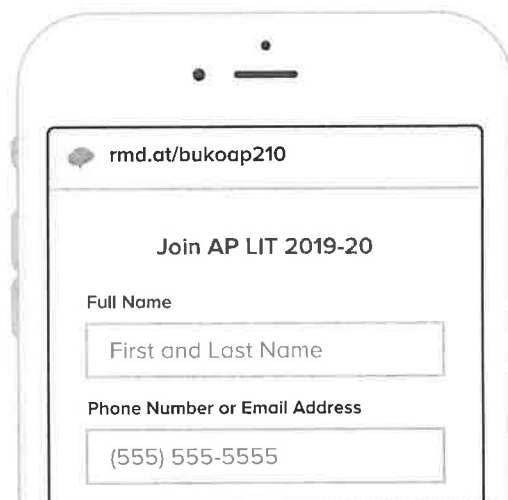 rmd.at/bukoap210
Join AP LIT 2019-20
Full Name
First and Last Name
Phone Number or Email Address
(555) 555-5555